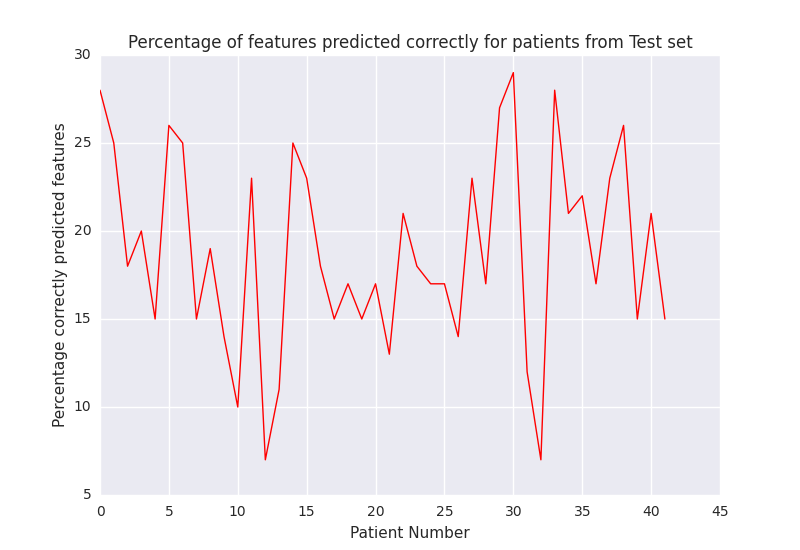 Percentage of features predicted correctly for patients from Test set
30
25
20
15
10
5
Percentage correctly predicted features
0 5 10 15 20 25 30 35 40 45
Patient Number